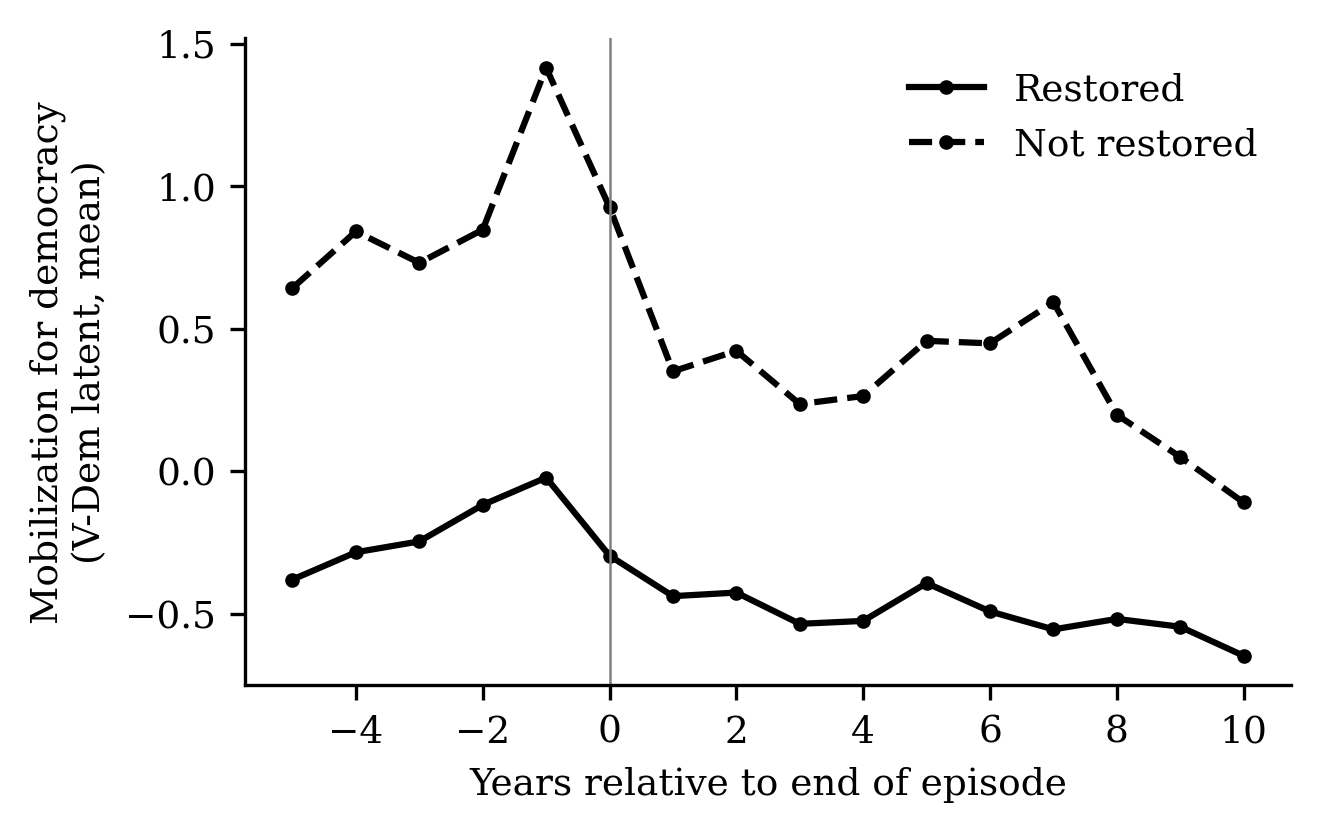 Mobilization for democracy
(V-Dem latent, mean)
1.5
1.0
0.5
0.0
−0.5
Restored
Not restored
−4 −2 0 2 4 6 8 10
Years relative to end of episode